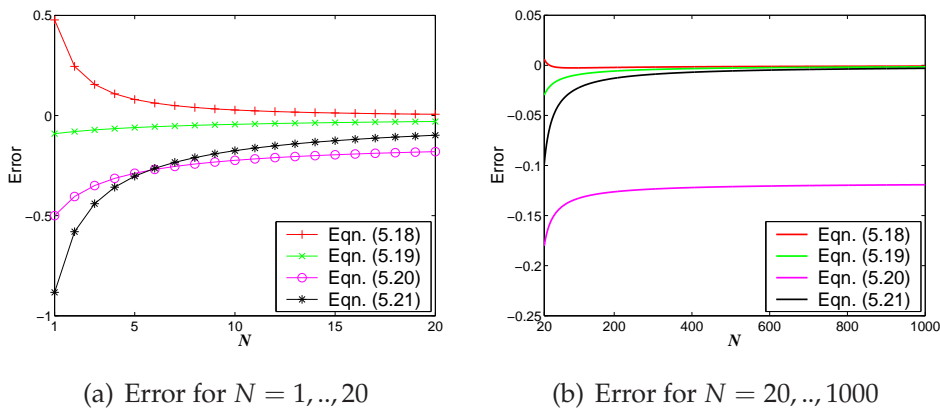 0.5
0
−0.5
−1
Error
1
5
10
15
20
N
Eqn. (5.18)
Eqn. (5.19)
Eqn. (5.20)
Eqn. (5.21)
(a) Error for N = 1, .., 20
0.05
0
−0.05
−0.1
−0.15
−0.2
−0.25
Error
20
200
400
600
800
1000
N
Eqn. (5.18)
Eqn. (5.19)
Eqn. (5.20)
Eqn. (5.21)
(b) Error for N = 20, .., 1000